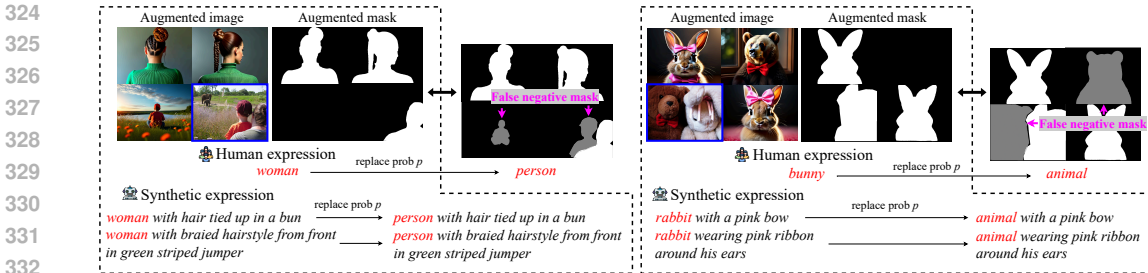 324
325
326
327
328
329
330
331
332
Augmented image Augmented mask
False negative mask
Human expression
replace prob p
woman person
Synthetic expression
replace prob p
woman with hair tied up in a bun person with hair tied up in a bun
woman with braied hairstyle from front person with braied hairstyle from front
in green striped jumper in green striped jumper
Augmented image Augmented mask
False negative mask
Human expression
replace prob p
bunny animal
Synthetic expression
replace prob p
rabbit with a pink bow animal with a pink bow
rabbit wearing pink ribbon animal wearing pink ribbon
around his ears around his ears